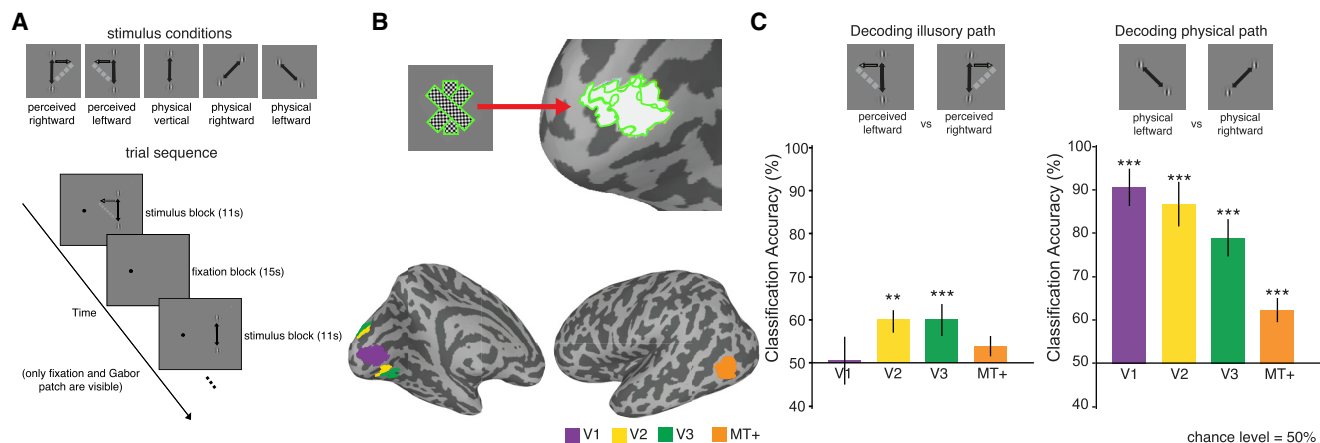 A
stimulus conditions
perceived rightward
perceived leftward
physical vertical
physical rightward
physical leftward
trial sequence
stimulus block (11s)
fixation block (15s)
Time
stimulus block (11s)
(only fixation and Gabor
patch are visible)
B
V1 V2 V3 MT+
C
Decoding illusory path
perceived leftward vs perceived rightward
Classification Accuracy (%)
100
90
80
70
60
50
40
** ***
V1 V2 V3 MT+
Decoding physical path
physical leftward vs physical rightward
Classification Accuracy (%)
100
90
80
70
60
50
40
*** *** *** ***
V1 V2 V3 MT+
chance level = 50%